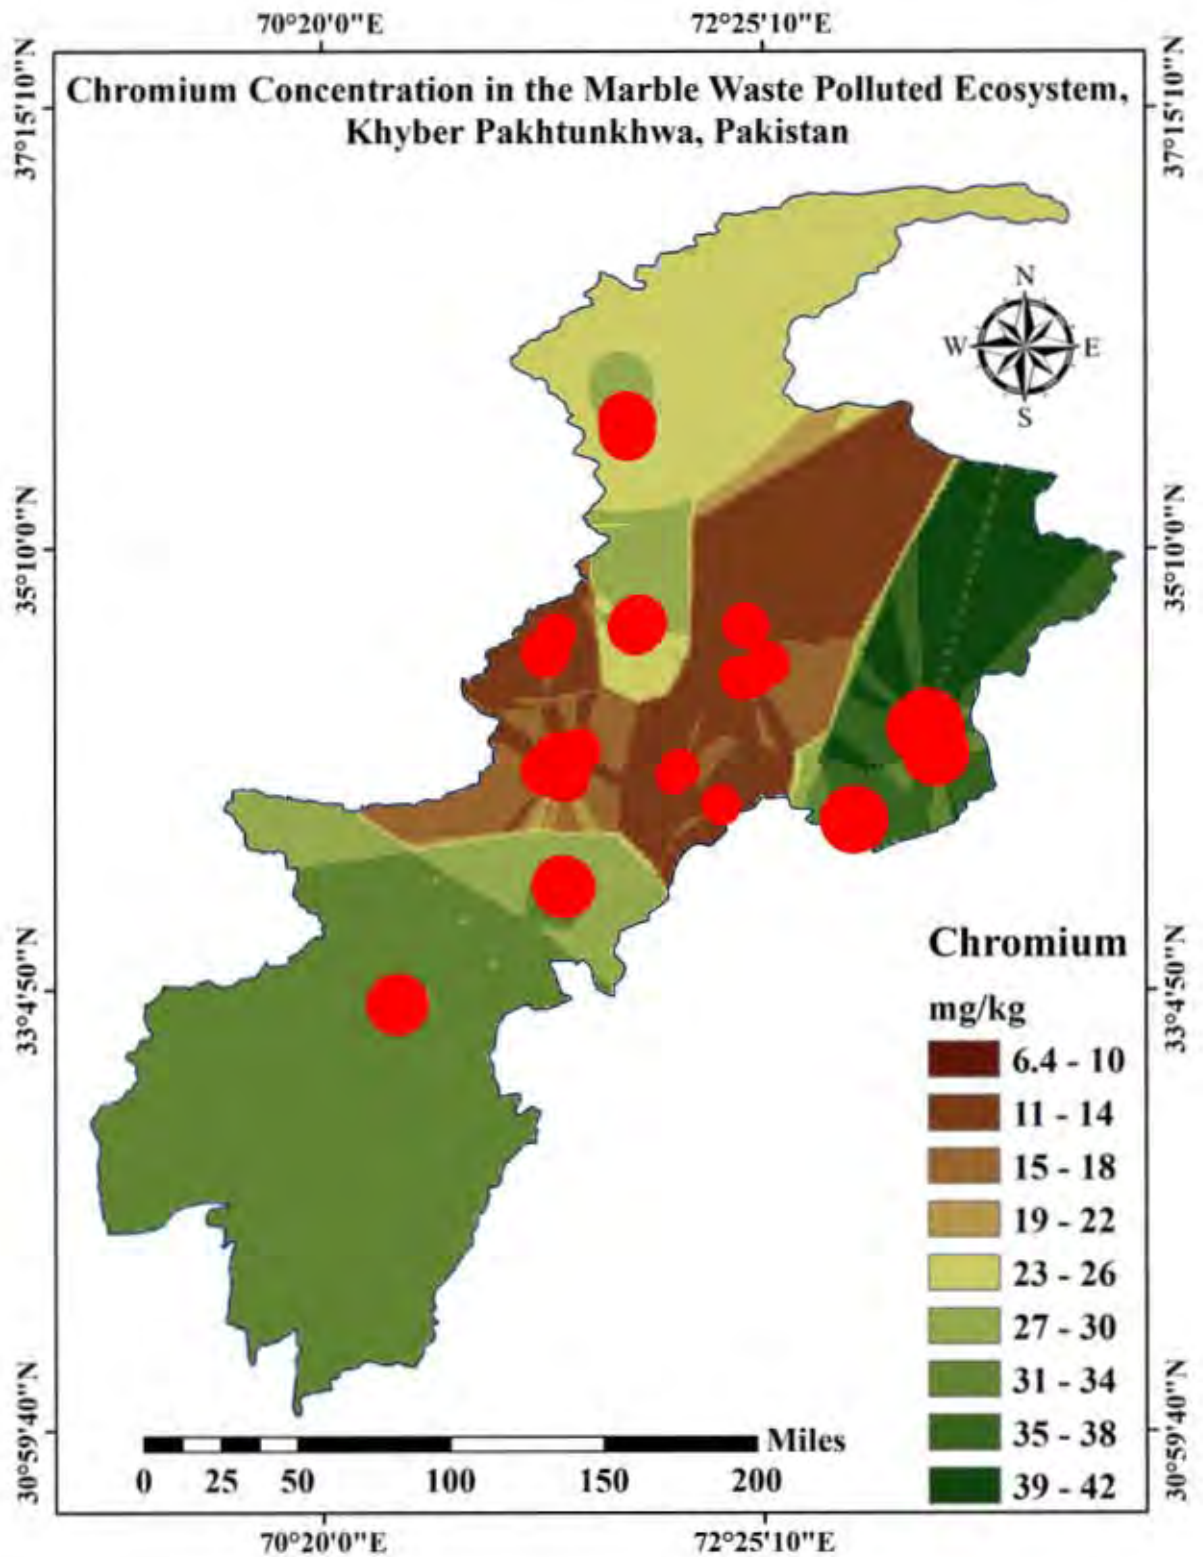 70°20'0"E 72°25'10"E
37°15'10"N 37°15'10"N
Chromium Concentration in the Marble Waste Polluted Ecosystem,
Khyber Pakhtunkhwa, Pakistan
N
W E
S
35°10'0"N 35°10'0"N
Chromium
33°4'50"N 33°4'50"N
mg/kg
6.4 - 10
11 - 14
15 - 18
19 - 22
23 - 26
27 - 30
31 - 34
35 - 38
39 - 42
30°59'40"N 30°59'40"N
Miles
0 25 50 100 150 200
70°20'0"E 72°25'10"E